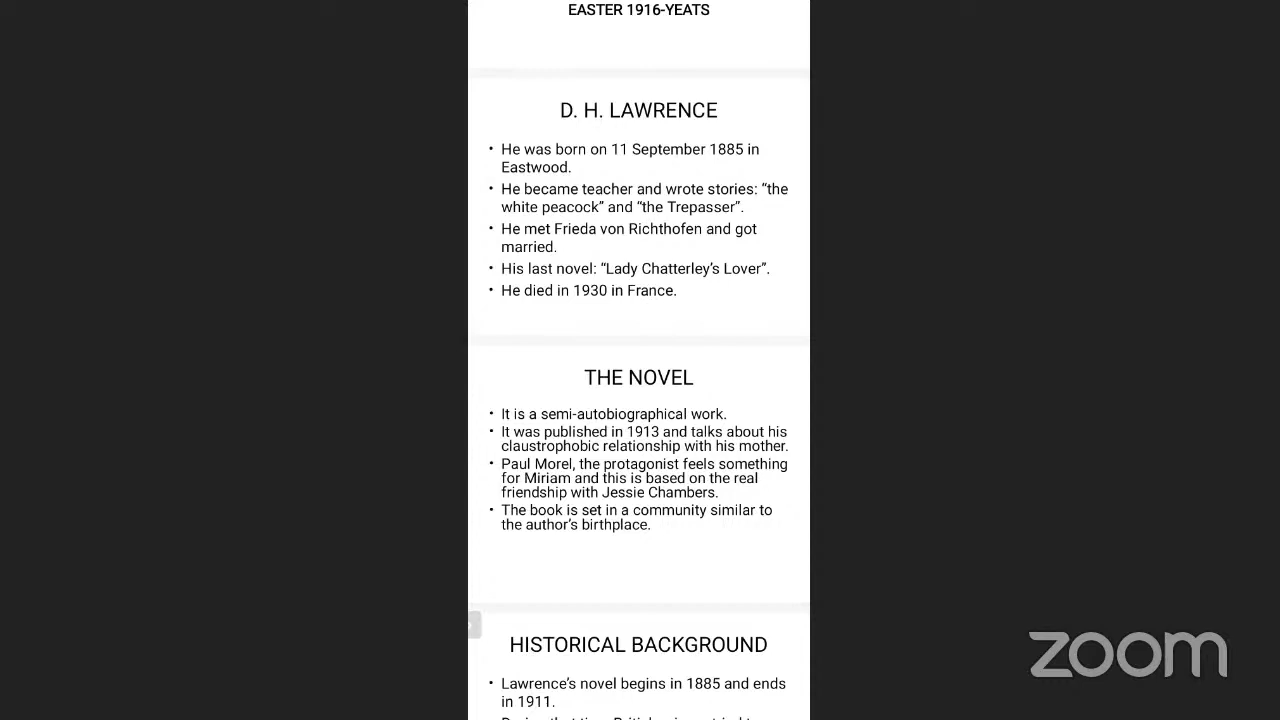 EASTER 1916-YEATS
D. H. LAWRENCE
• He was born on 11 September 1885 in
Eastwood.
• He became teacher and wrote stories: “the
white peacock” and “the Trepasser”.
• He met Frieda von Richthofen and got
married.
• His last novel: “Lady Chatterley’s Lover”.
• He died in 1930 in France.
THE NOVEL
• It is a semi-autobiographical work.
• It was published in 1913 and talks about his
claustrophobic relationship with his mother.
• Paul Morel, the protagonist feels something
for Miriam and this is based on the real
friendship with Jessie Chambers.
• The book is set in a community similar to
the author’s birthplace.
HISTORICAL BACKGROUND
• Lawrence’s novel begins in 1885 and ends
in 1911.
zoom